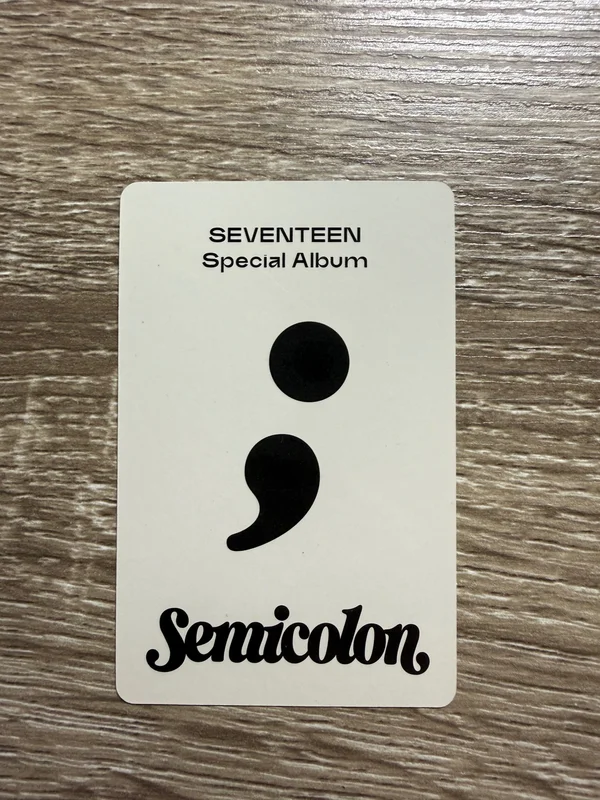 SEVENTEEN
Special Album
;
Semicolon